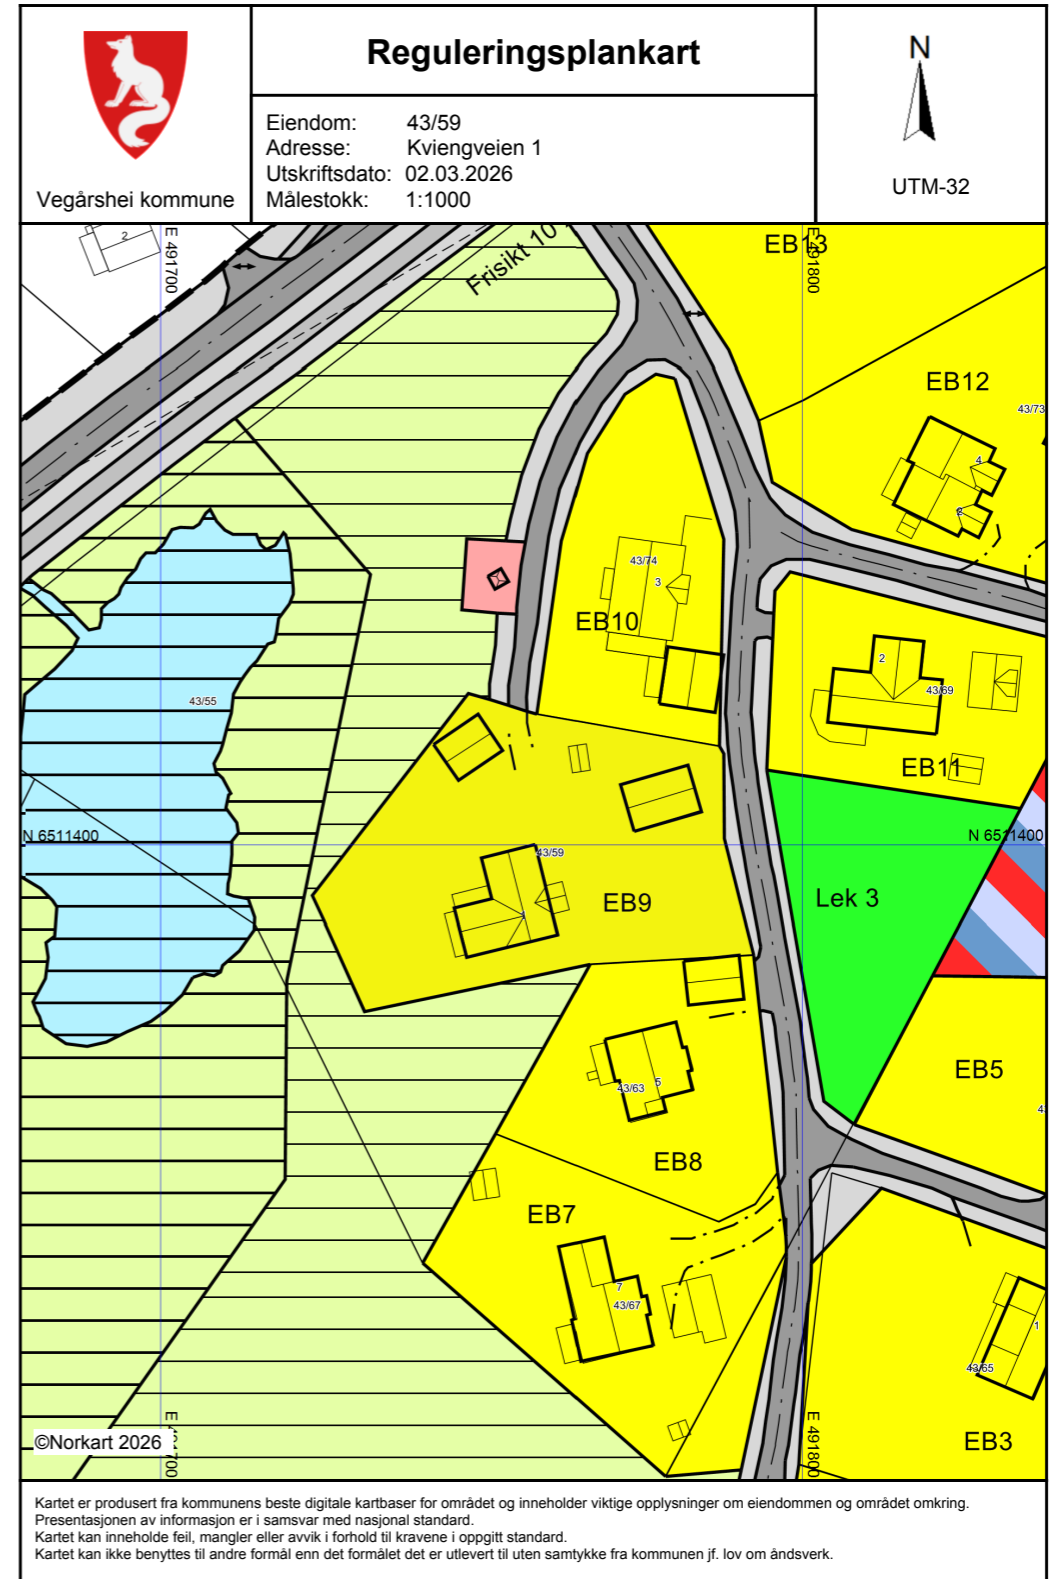 Reguleringsplankart
N
Eiendom: 43/59
Adresse: Kviengveien 1
Utskriftsdato: 02.03.2026
Målestokk: 1:1000
Vegårshei kommune
UTM-32
2
E 491700
Frisikt 10
EB13
E 491800
EB12
43/73
4
2
43/74
3
EB10
2
43/69
43/55
EB11
N 6511400
N 6511400
43/59
1
EB9
Lek 3
EB5
43/63
5
EB8
EB7
7
43/67
1
43/65
E 491700
E 491800
©Norkart 2026
EB3
Kartet er produsert fra kommunens beste digitale kartbaser for området og inneholder viktige opplysninger om eiendommen og området omkring.
Presentasjonen av informasjon er i samsvar med nasjonal standard.
Kartet kan inneholde feil, mangler eller avvik i forhold til kravene i oppgitt standard.
Kartet kan ikke benyttes til andre formål enn det formålet det er utlevert til uten samtykke fra kommunen jf. lov om åndsverk.